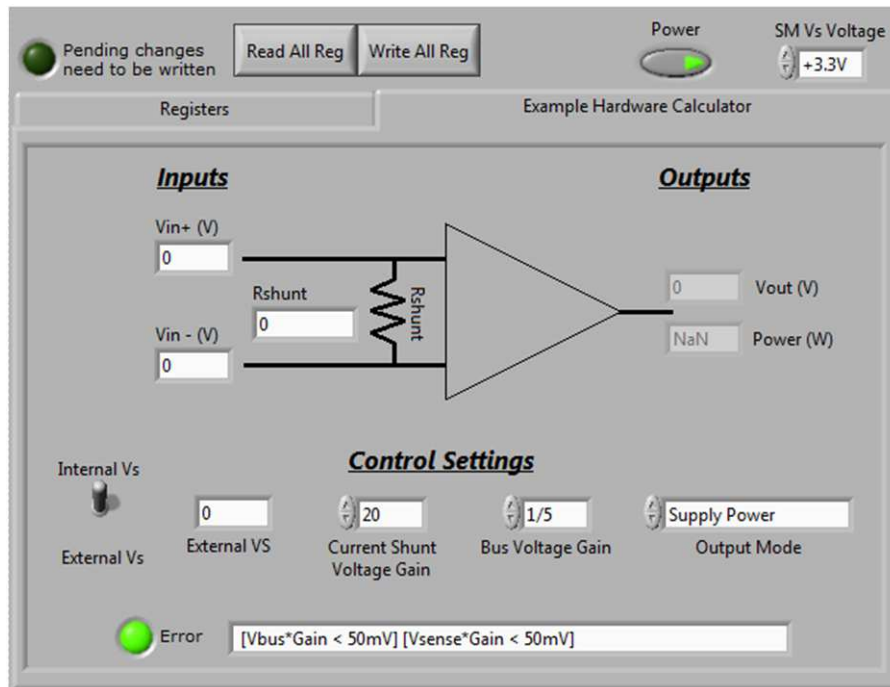 Pending changes
need to be written
Read All Reg
Write All Reg
Power
SM Vs Voltage
+3.3V
Registers
Example Hardware Calculator
Inputs
Outputs
Vin+ (V)
0
Rshunt
0
Rshunt
Vin - (V)
0
0
Vout (V)
NaN
Power (W)
Control Settings
Internal Vs
External Vs
0
External VS
20
Current Shunt
Voltage Gain
1/5
Bus Voltage Gain
Supply Power
Output Mode
Error
[Vbus*Gain < 50mV] [Vsense*Gain < 50mV]